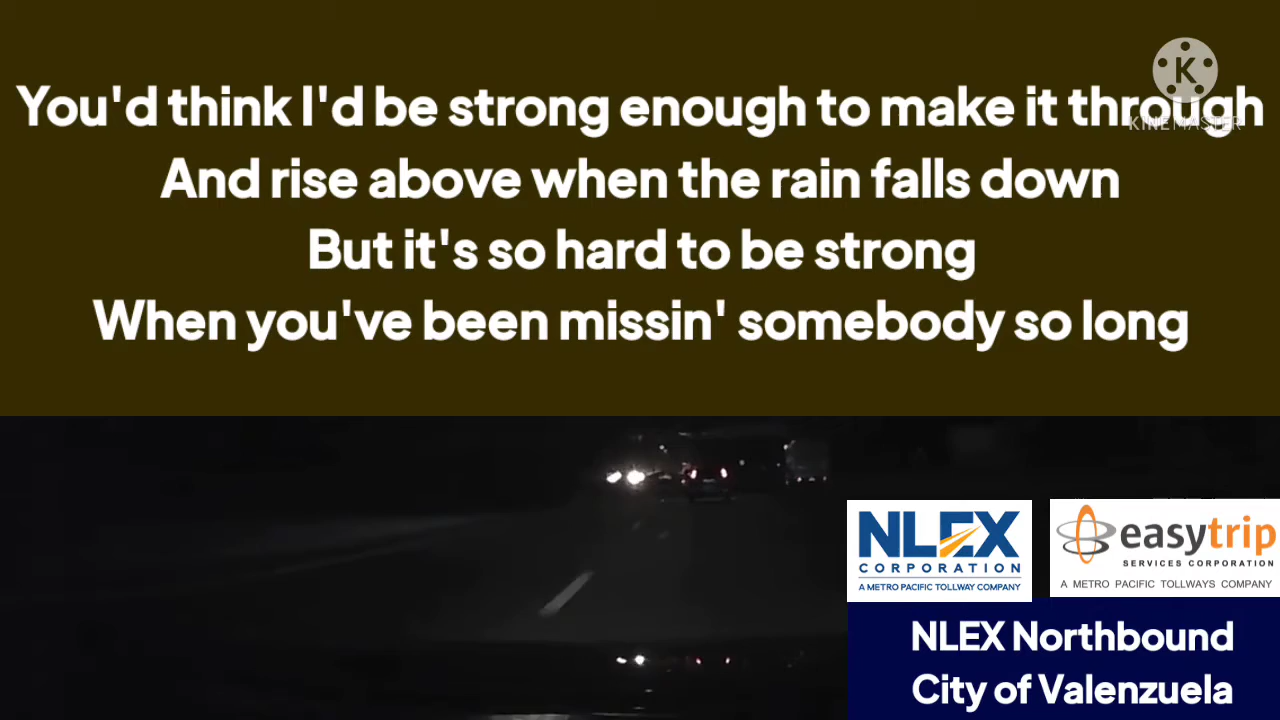 You'd think I'd be strong enough to make it through
And rise above when the rain falls down
But it's so hard to be strong
When you've been missin' somebody so long
K
KINEMASTER
NLEX
CORPORATION
A METRO PACIFIC TOLLWAY COMPANY
easytrip
SERVICES CORPORATION
A METRO PACIFIC TOLLWAYS COMPANY
NLEX Northbound
City of Valenzuela